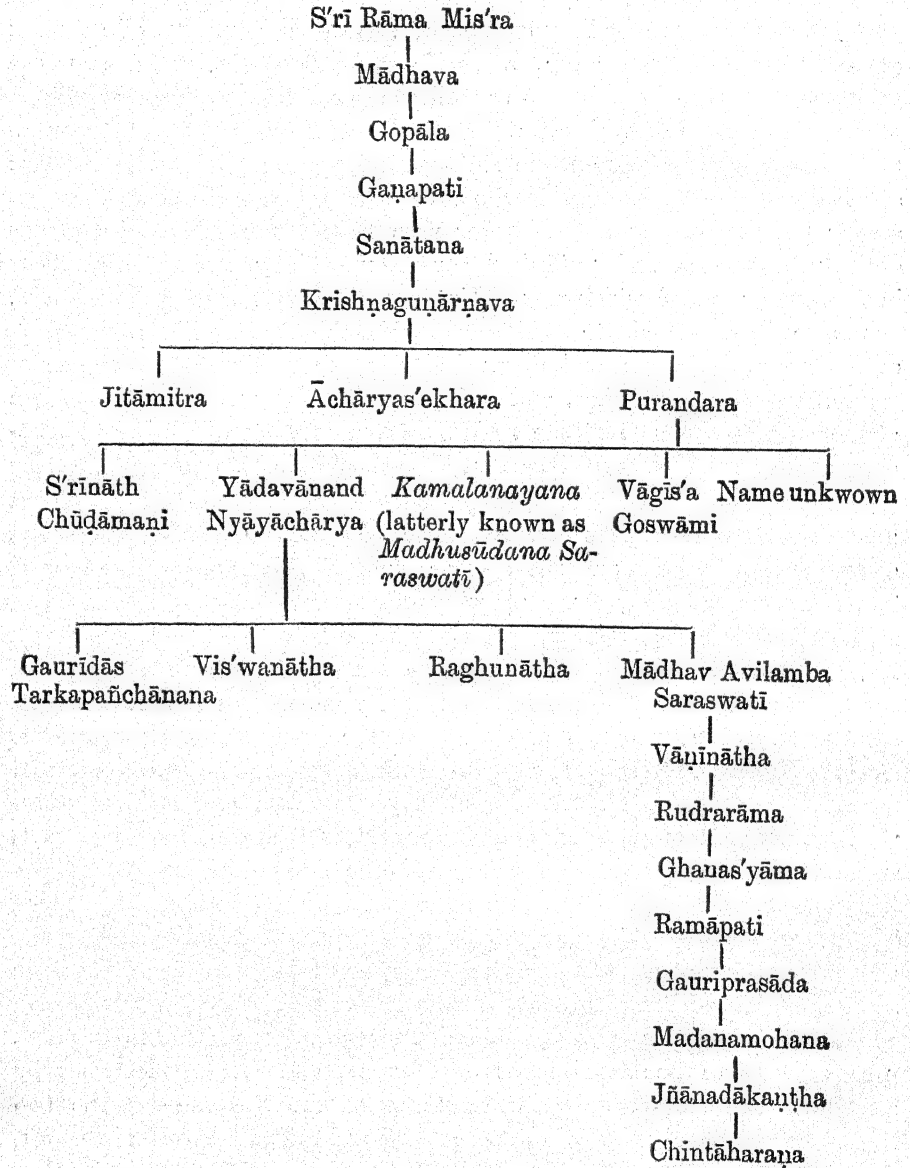 S'rī Rāma Mis'ra
Mādhava
Gopāla
Gaṇapati
Sanātana
Krishṇaguṇārṇava
Jitāmitra Āchāryas'ekhara Purandara
S'rīnāth Yādavānand Kamalanayana Vāgīs'a Name unkwown
Chūḍāmaṇi Nyāyāchārya (latterly known as Goswāmi
Madhusūdana Sa-
raswatī)
Gaurīdās Vis'wanātha Raghunātha Mādhav Avilamba
Tarkapañchānana Saraswatī
Vāṇīnātha
Rudrarāma
Ghanas'yāma
Ramāpati
Gauriprasāda
Madanamohana
Jñānadākaṇṭha
Chintāharaṇa